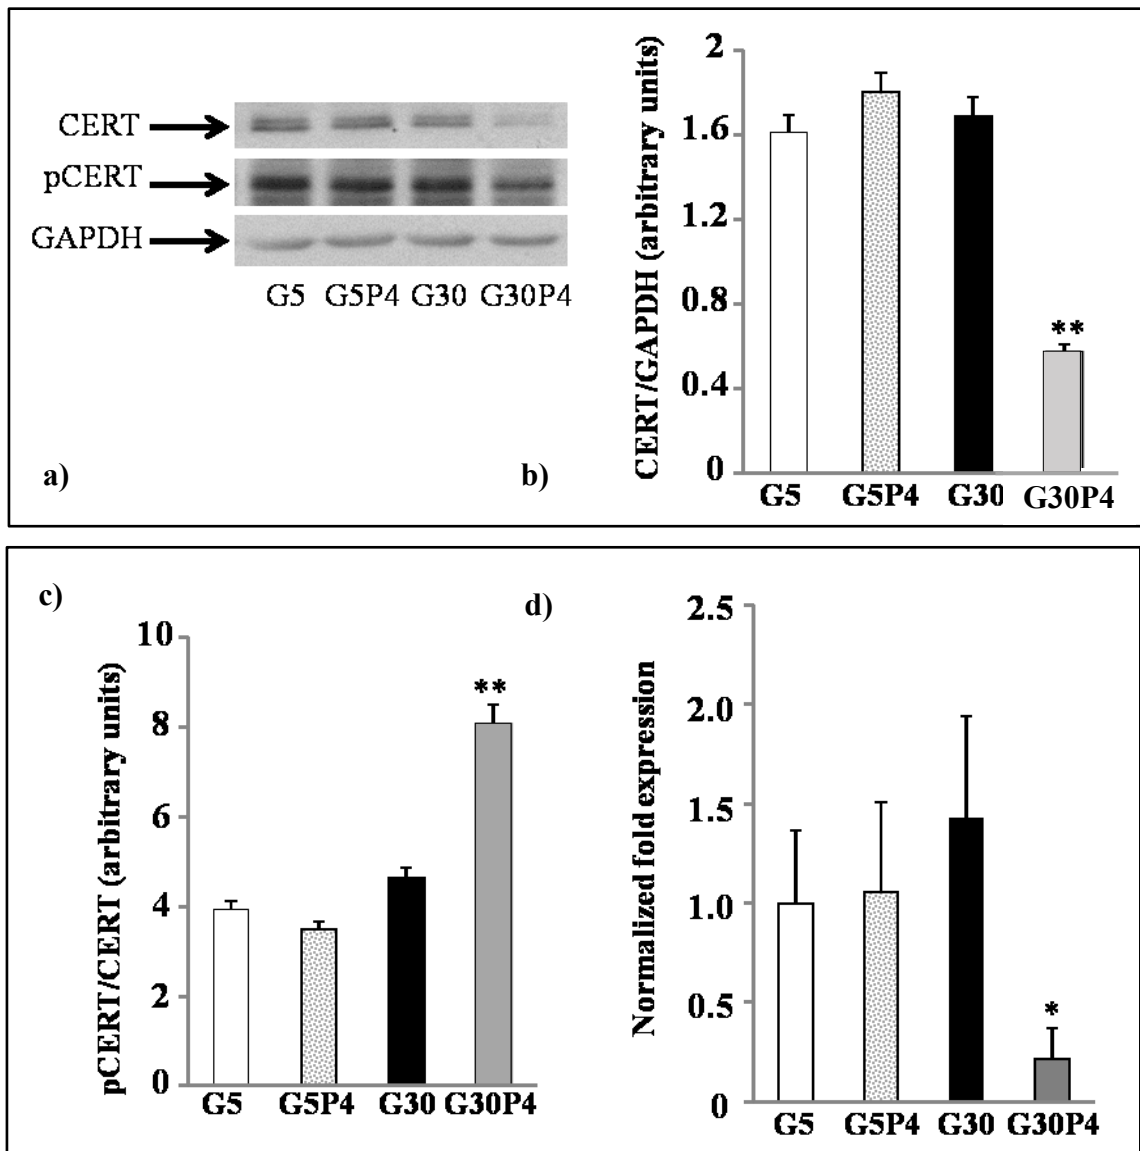 CERT
pCERT
GAPDH
G5 G5P4 G30 G30P4
a)
b)
CERT/GAPDH (arbitrary units)
2
1.6
1.2
0.8
0.4
0
**
G5 G5P4 G30 G30P4
c)
pCERT/CERT (arbitrary units)
10
8
6
4
2
0
**
G5 G5P4 G30 G30P4
d)
Normalized fold expression
2.5
2.0
1.5
1.0
0.5
0
*
G5 G5P4 G30 G30P4